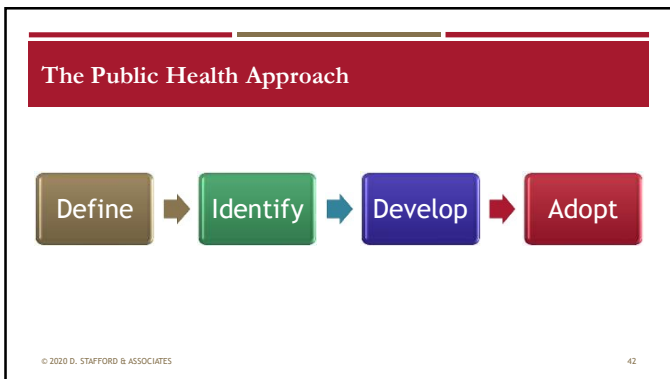 The Public Health Approach
Define Identify Develop Adopt
© 2020 D. STAFFORD & ASSOCIATES 42